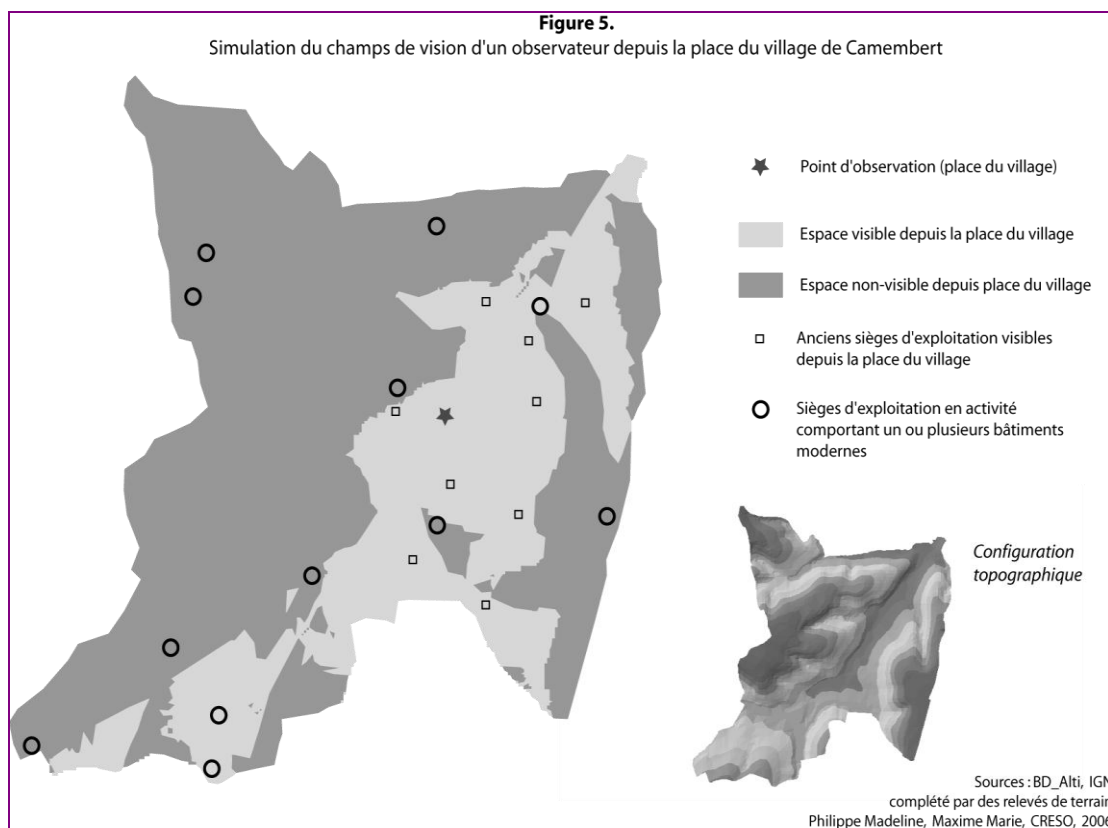 Figure 5.
Simulation du champs de vision d'un observateur depuis la place du village de Camembert
Point d'observation (place du village)
Espace visible depuis la place du village
Espace non-visible depuis place du village
Anciens sièges d'exploitation visibles
depuis la place du village
Sièges d'exploitation en activité
comportant un ou plusieurs bâtiments
modernes
Configuration
topographique
Sources : BD_Alti, IGN
complété par des relevés de terrain
Philippe Madeline, Maxime Marie, CRESO, 2006